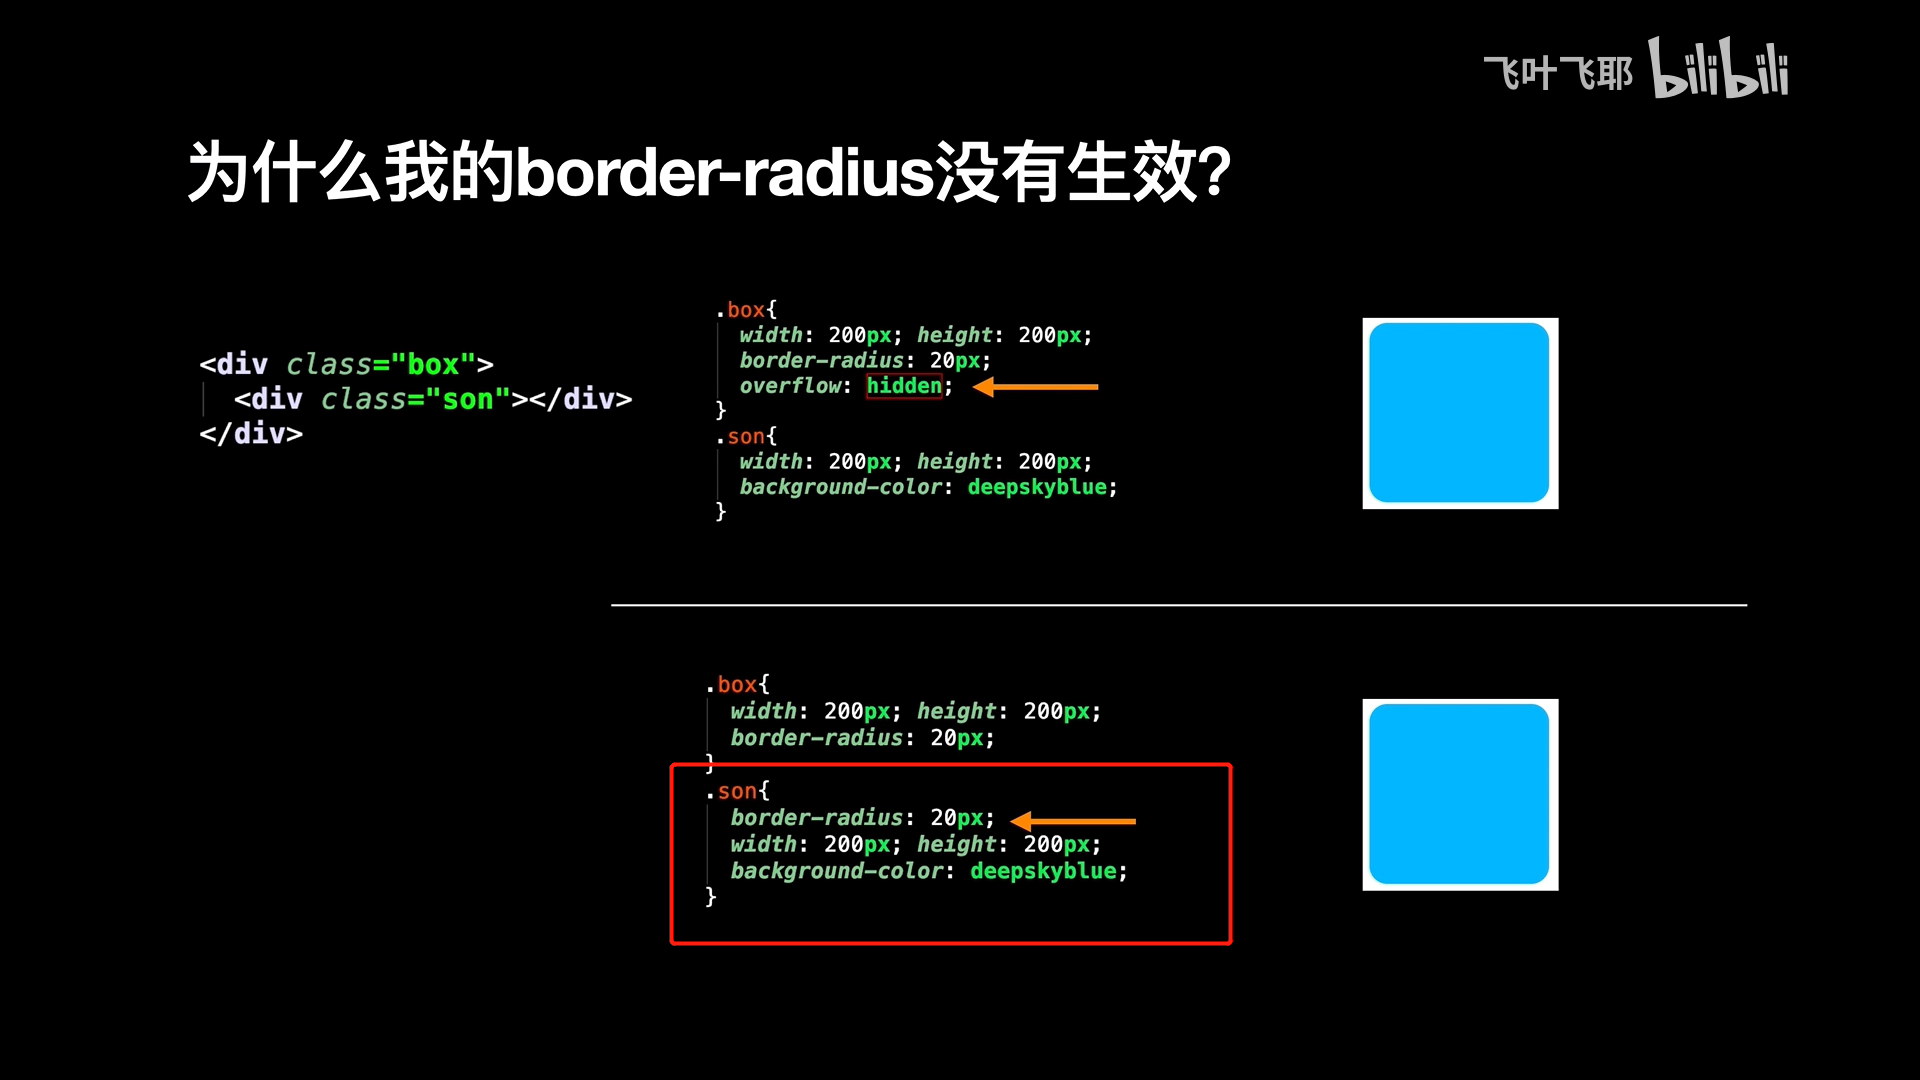 飞叶飞耶 bilibili
为什么我的border-radius没有生效?
<div class="box">
<div class="son"></div>
</div>
.box{
width: 200px; height: 200px;
border-radius: 20px;
overflow: hidden;
}
.son{
width: 200px; height: 200px;
background-color: deepskyblue;
}
.box{
width: 200px; height: 200px;
border-radius: 20px;
}
.son{
border-radius: 20px;
width: 200px; height: 200px;
background-color: deepskyblue;
}